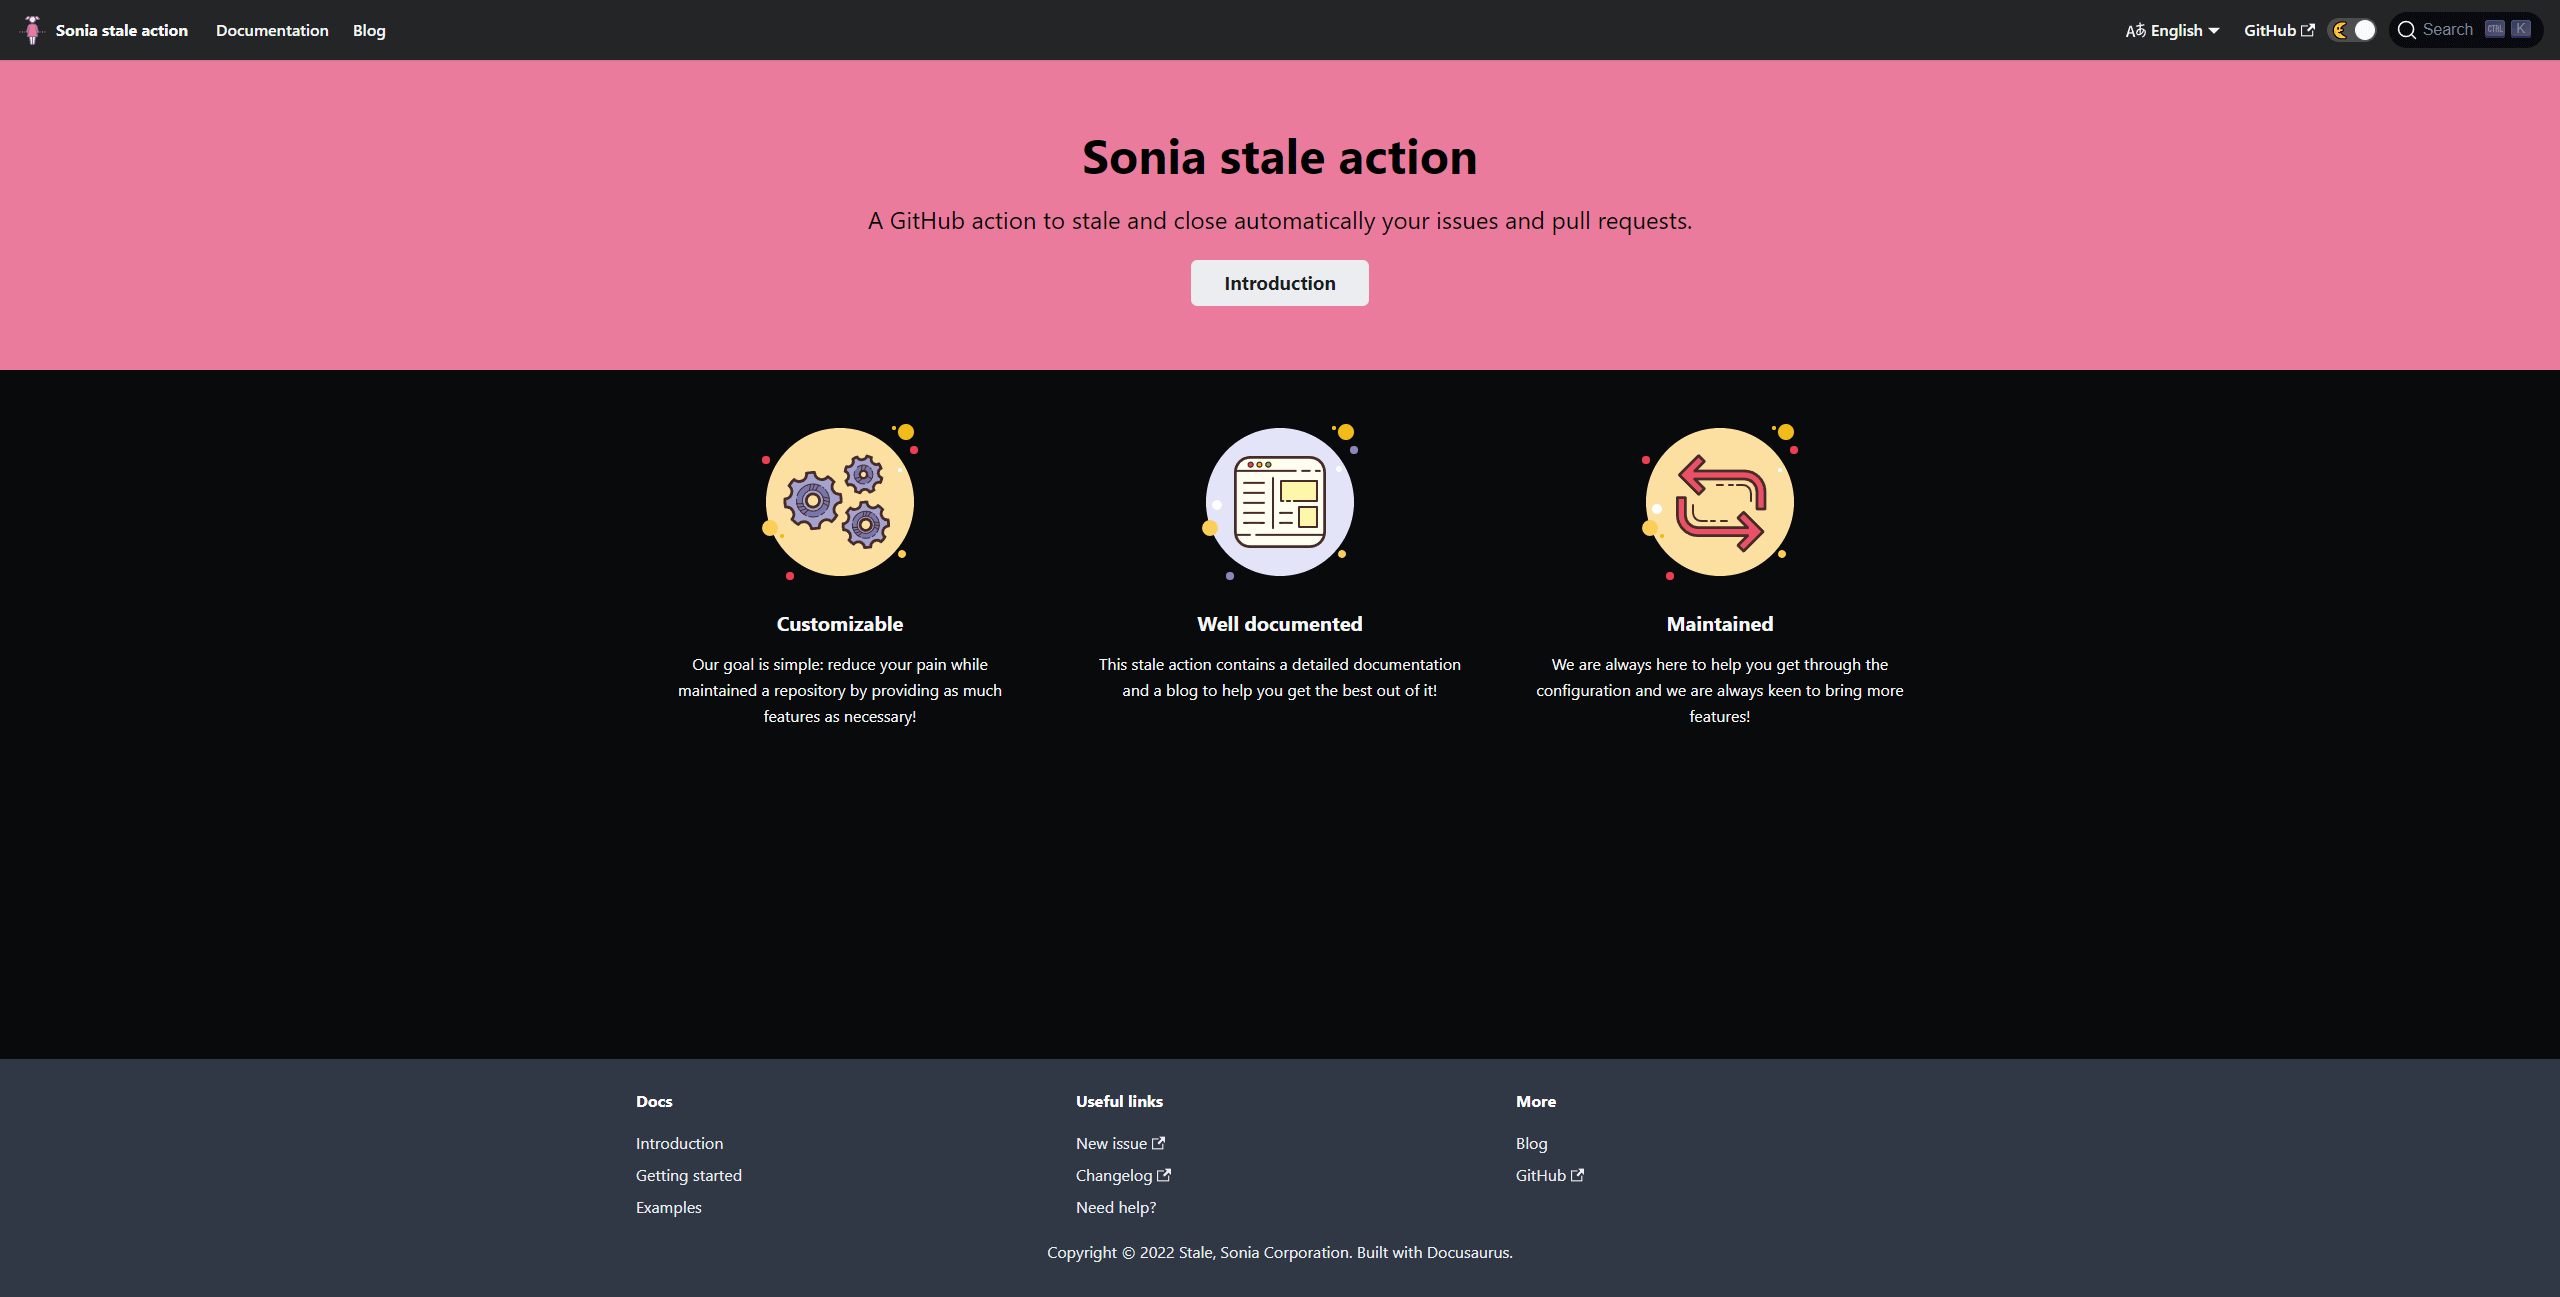 Sonia stale action Documentation Blog Aあ English GitHub Search CTRL K
Sonia stale action
A GitHub action to stale and close automatically your issues and pull requests.
Introduction
Customizable
Our goal is simple: reduce your pain while
maintained a repository by providing as much
features as necessary!
Well documented
This stale action contains a detailed documentation
and a blog to help you get the best out of it!
Maintained
We are always here to help you get through the
configuration and we are always keen to bring more
features!
Docs
Introduction
Getting started
Examples
Useful links
New issue
Changelog
Need help?
More
Blog
GitHub
Copyright © 2022 Stale, Sonia Corporation. Built with Docusaurus.